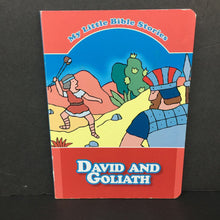 My Little Bible Stories
DAVID AND
GOLIATH